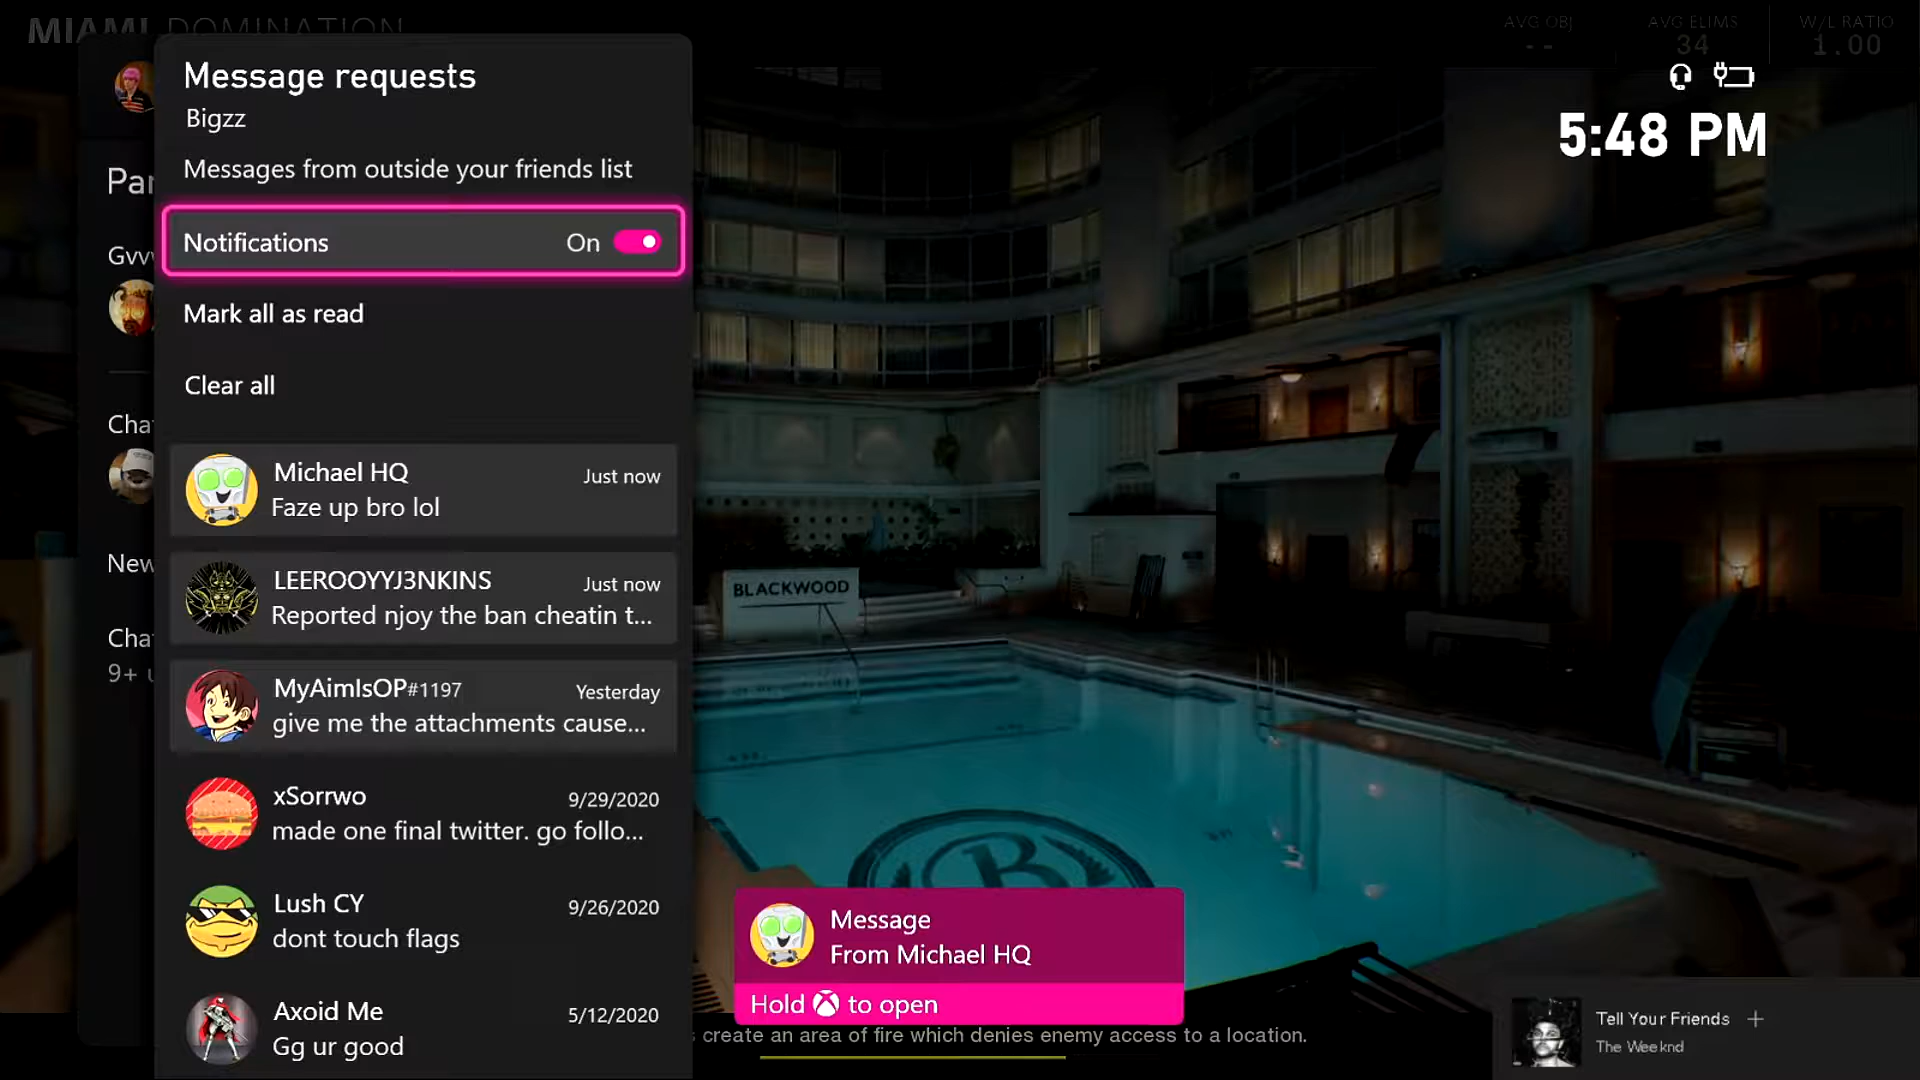 MIAMI DOMINATION
AVG OBJ
--
AVG ELIMS
34
W/L RATIO
1.00
5:48 PM
Message requests
Bigzz
Messages from outside your friends list
Notifications On
Mark all as read
Clear all
Michael HQ Just now
Faze up bro lol
LEEROOYYJ3NKINS Just now
Reported njoy the ban cheatin t...
MyAimIsOP#1197 Yesterday
give me the attachments cause...
xSorrwo 9/29/2020
made one final twitter. go follo...
Lush CY 9/26/2020
dont touch flags
Axoid Me 5/12/2020
Gg ur good
9+
BLACKWOOD
B
Message
From Michael HQ
Hold to open
create an area of fire which denies enemy access to a location.
Tell Your Friends +
The Weeknd